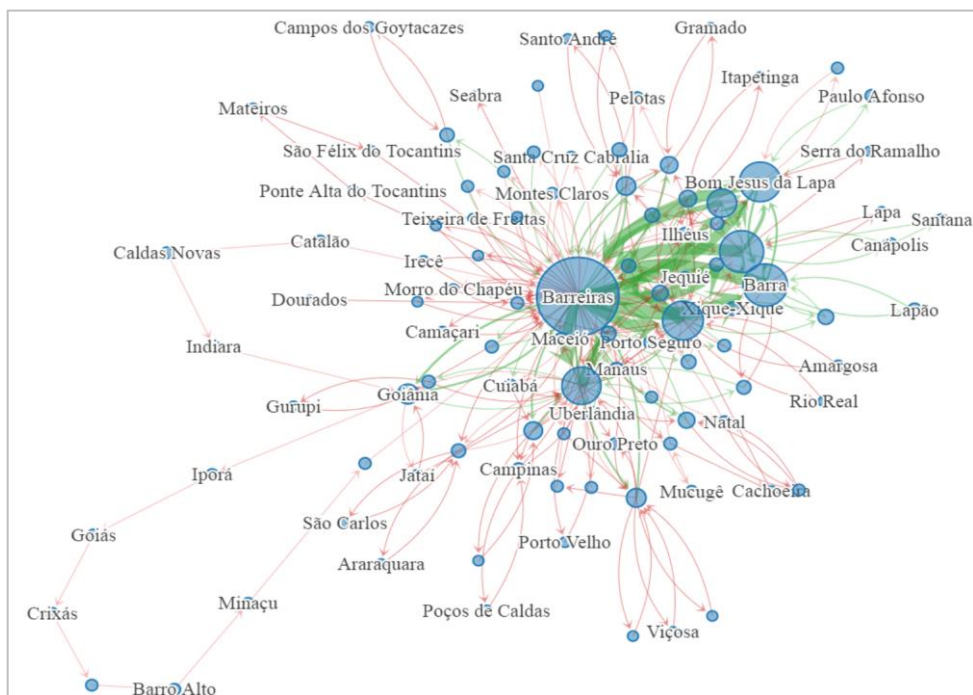 Campos dos Goytacazes
Santo André
Gramado
Itapetinga
Seabra
Pelotas
Paulo Afonso
Mateiros
São Félix do Tocantins
Santa Cruz Cabrália
Serra do Ramalho
Ponte Alta do Tocantins
Montes Claros
Bom Jesus da Lapa
Teixeira de Freitas
Lapa
Santana
Ilhéus
Catalão
Canápolis
Caldas Novas
Irecê
Jequié
Morro do Chapéu
Barreiras
Barra
Dourados
Xique-Xique
Lapão
Camaçari
Maceió
Porto Seguro
Indiara
Amargosa
Manaus
Cuiabá
Goiânia
Rio Real
Gurupi
Uberlândia
Natal
Ouro Preto
Iporá
Jataí
Campinas
Mucugê
Cachoeira
São Carlos
Goiás
Porto Velho
Araraquara
Minaçu
Crixás
Poços de Caldas
Viçosa
Barro Alto